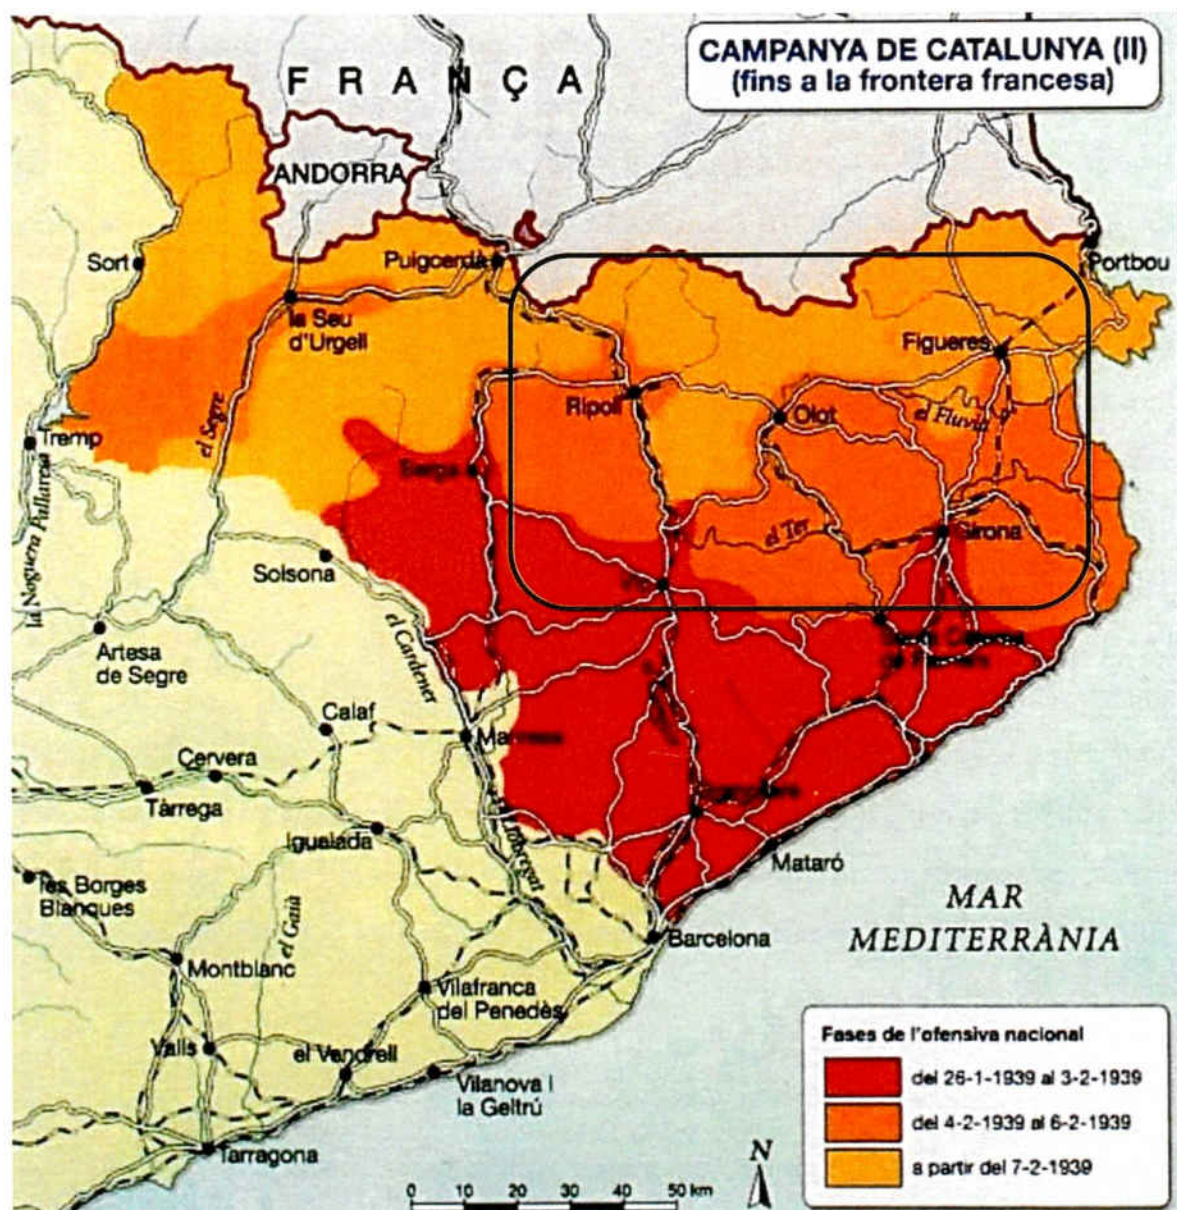 CAMPANYA DE CATALUNYA (II)
(fins a la frontera francesa)
FRANÇA
ANDORRA
Sort
Puigcerdà
Portbou
la Seu
d'Urgell
Figueres
Ripoll
Olot
el Fluvià
el Segre
Tremp
la Noguera Pallaresa
Berga
el Ter
Girona
Solsona
el Cardener
Artesa
de Segre
Calaf
Cervera
Tàrrega
Igualada
Mataró
les Borges
Blanques
el Gaià
MAR
MEDITERRÀNIA
Barcelona
Montblanc
Vilafranca
del Penedès
Valls
el Vendrell
Vilanova i
la Geltrú
Tarragona
Fases de l'ofensiva nacional
del 26-1-1939 al 3-2-1939
del 4-2-1939 al 6-2-1939
a partir del 7-2-1939
N
0 10 20 30 40 50 km